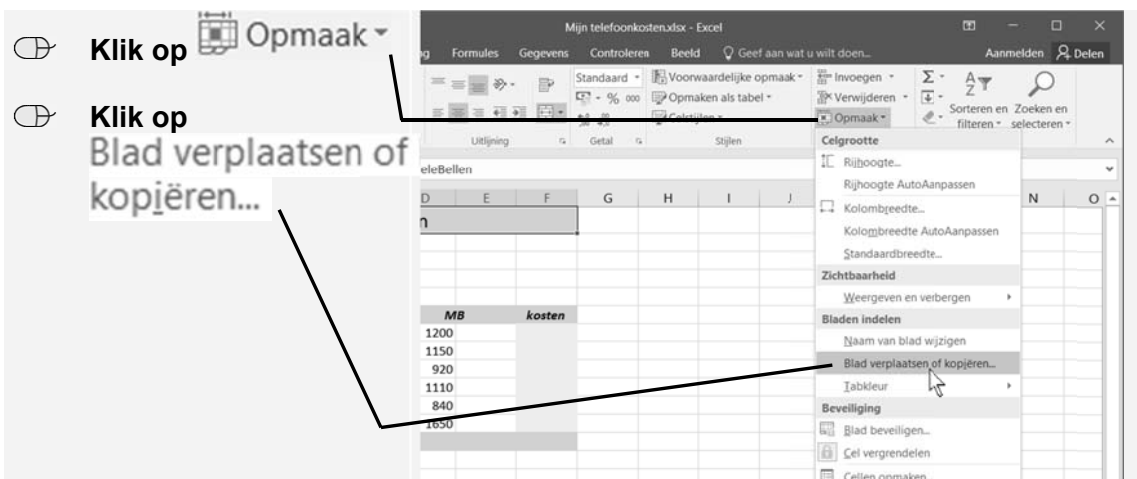 Klik op Opmaak
Klik op
Blad verplaatsen of
kopiëren...
Mijn telefoonkosten.xlsx - Excel
Formules Gegevens Controleren Beeld Geef aan wat u wilt doen... Aanmelden Delen
Standaard Voorwaardelijke opmaak Invoegen Σ
% 000 Opmaken als tabel Verwijderen
Celstijlen Opmaak
Sorteren en filteren
Zoeken en selecteren
Uitlijning Getal Stijlen
eleBellen
D E F G H I J N O
n
MB kosten
1200
1150
920
1110
840
1650
Celgrootte
Rijhoogte...
Rijhoogte AutoAanpassen
Kolombreedte...
Kolombreedte AutoAanpassen
Standaardbreedte...
Zichtbaarheid
Weergeven en verbergen
Bladen indelen
Naam van blad wijzigen
Blad verplaatsen of kopiëren...
Tabkleur
Beveiliging
Blad beveiligen...
Cel vergrendelen
Cellen opmaken...